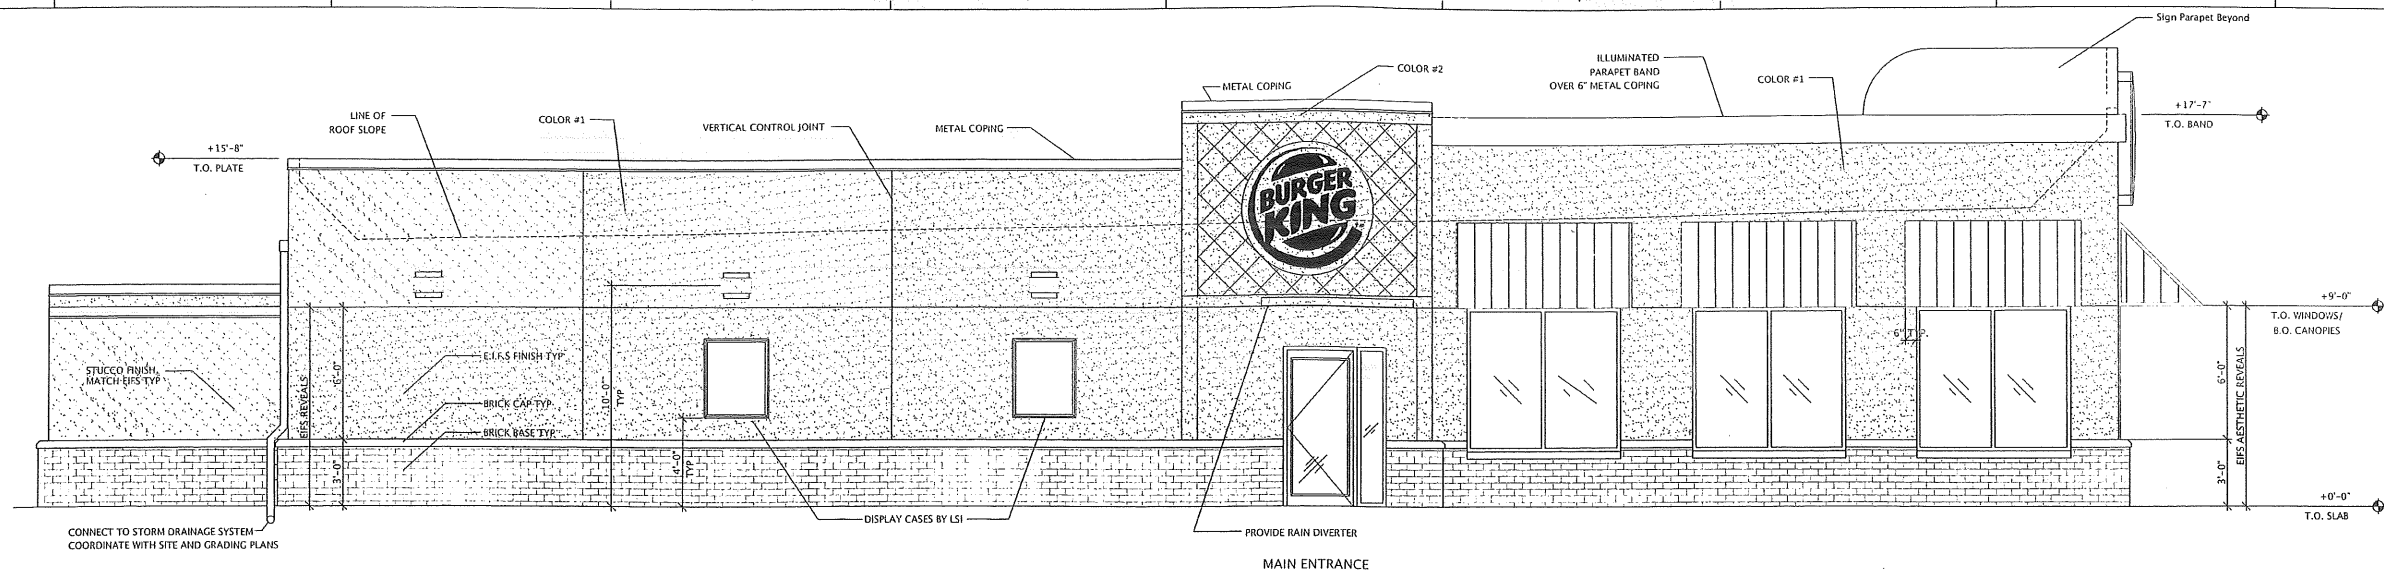 Sign Parapet Beyond
ILLUMINATED
PARAPET BAND
OVER 6" METAL COPING
COLOR #2
COLOR #1
METAL COPING
+17'-7"
T.O. BAND
LINE OF
ROOF SLOPE
COLOR #1
VERTICAL CONTROL JOINT
METAL COPING
+15'-8"
T.O. PLATE
BURGER
KING
+9'-0"
T.O. WINDOWS/
B.O. CANOPIES
6" TYP.
STUCCO FINISH,
MATCH EIFS TYP
EIFS REVEALS
6'-0"
3'-0"
E.I.F.S FINISH TYP
BRICK CAP TYP
BRICK BASE TYP
10'-0"
TYP
4'-0"
TYP
6'-0"
3'-0"
EIFS AESTHETIC REVEALS
+0'-0"
T.O. SLAB
DISPLAY CASES BY LSI
PROVIDE RAIN DIVERTER
CONNECT TO STORM DRAINAGE SYSTEM
COORDINATE WITH SITE AND GRADING PLANS
MAIN ENTRANCE